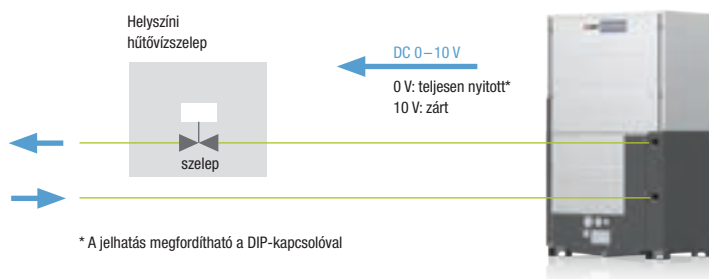 Helyszíni
hűtővízszelep
DC 0–10 V
0 V: teljesen nyitott*
10 V: zárt
szelep
* A jelhatás megfordítható a DIP-kapcsolóval